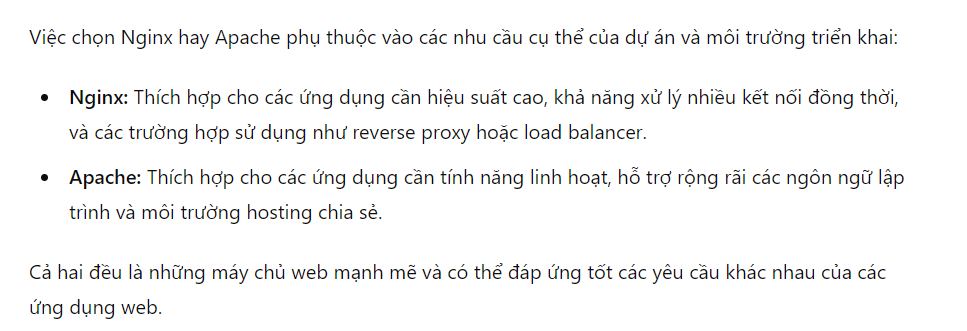 Việc chọn Nginx hay Apache phụ thuộc vào các nhu cầu cụ thể của dự án và môi trường triển khai:
• Nginx: Thích hợp cho các ứng dụng cần hiệu suất cao, khả năng xử lý nhiều kết nối đồng thời,
và các trường hợp sử dụng như reverse proxy hoặc load balancer.
• Apache: Thích hợp cho các ứng dụng cần tính năng linh hoạt, hỗ trợ rộng rãi các ngôn ngữ lập
trình và môi trường hosting chia sẻ.
Cả hai đều là những máy chủ web mạnh mẽ và có thể đáp ứng tốt các yêu cầu khác nhau của các
ứng dụng web.